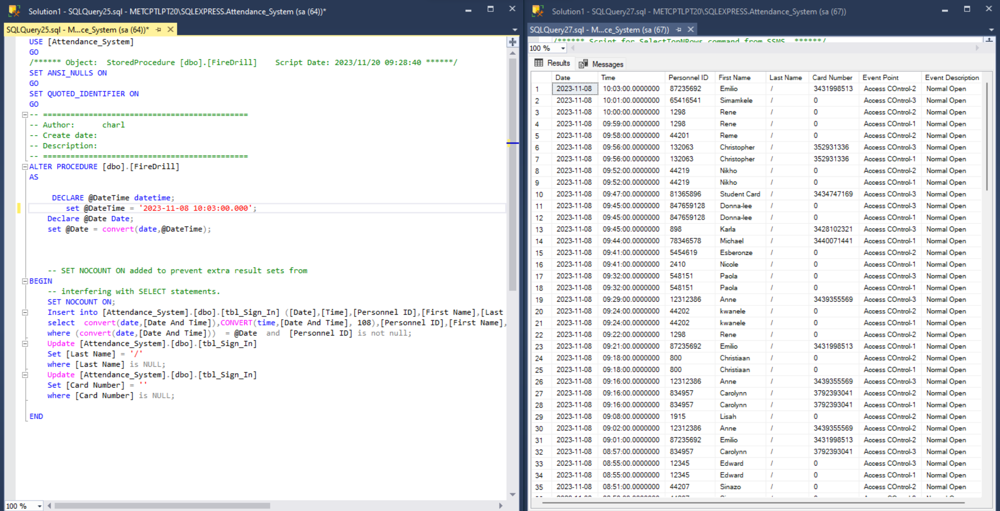 Solution1 - SQLQuery25.sql - METCPTLPT20\SQLEXPRESS.Attendance_System (sa (64))*
SQLQuery25.sql - M...ce_System (sa (64))*
USE [Attendance_System]
GO
/****** Object:  StoredProcedure [dbo].[FireDrill]    Script Date: 2023/11/20 09:28:40 ******/
SET ANSI_NULLS ON
GO
SET QUOTED_IDENTIFIER ON
GO
-- =============================================
-- Author:      charl
-- Create date:
-- Description:
-- =============================================
ALTER PROCEDURE [dbo].[FireDrill]
AS
DECLARE @DateTime datetime;
set @DateTime = '2023-11-08 10:03:00.000';
Declare @Date Date;
set @Date = convert(date,@DateTime);
-- SET NOCOUNT ON added to prevent extra result sets from
BEGIN
-- interfering with SELECT statements.
SET NOCOUNT ON;
Insert into [Attendance_System].[dbo].[tbl_Sign_In] ([Date],[Time],[Personnel ID],[First Name],[Last
select  convert(date,[Date And Time]),CONVERT(time,[Date And Time], 108),[Personnel ID],[First Name],
where (convert(date,[Date And Time]))  = @Date  and  [Personnel ID] is not null;
Update [Attendance_System].[dbo].[tbl_Sign_In]
Set [Last Name] = '/'
where [Last Name] is NULL;
Update [Attendance_System].[dbo].[tbl_Sign_In]
Set [Card Number] = ''
where [Card Number] is NULL;
END
100 %
Solution1 - SQLQuery27.sql - METCPTLPT20\SQLEXPRESS.Attendance_System (sa (67))
SQLQuery27.sql - M...ce_System (sa (67))
/****** Script for SelectTopNRows command from SSMS  ******/
100 %
Results Messages
Date Time Personnel ID First Name Last Name Card Number Event Point Event Description
1 2023-11-08 10:03:00.0000000 87235692 Emilio / 3431998513 Access COntrol-2 Normal Open
2 2023-11-08 10:01:00.0000000 65416541 Simamkele / 0 Access COntrol-3 Normal Open
3 2023-11-08 10:00:00.0000000 1298 Rene / 0 Access COntrol-2 Normal Open
4 2023-11-08 09:59:00.0000000 1298 Rene / 0 Access COntrol-1 Normal Open
5 2023-11-08 09:58:00.0000000 44201 Reme / 0 Access COntrol-2 Normal Open
6 2023-11-08 09:56:00.0000000 132063 Christopher / 352931336 Access COntrol-3 Normal Open
7 2023-11-08 09:56:00.0000000 132063 Christopher / 352931336 Access COntrol-1 Normal Open
8 2023-11-08 09:52:00.0000000 44219 Nikho / 0 Access COntrol-2 Normal Open
9 2023-11-08 09:52:00.0000000 44219 Nikho / 0 Access COntrol-1 Normal Open
10 2023-11-08 09:47:00.0000000 81365896 Student Card / 3434747169 Access COntrol-3 Normal Open
11 2023-11-08 09:45:00.0000000 847659128 Donna-lee / 0 Access COntrol-3 Normal Open
12 2023-11-08 09:45:00.0000000 847659128 Donna-lee / 0 Access COntrol-1 Normal Open
13 2023-11-08 09:45:00.0000000 898 Karla / 3428102321 Access COntrol-3 Normal Open
14 2023-11-08 09:44:00.0000000 78346578 Michael / 3440071441 Access COntrol-1 Normal Open
15 2023-11-08 09:41:00.0000000 5454619 Esberonze / 0 Access COntrol-2 Normal Open
16 2023-11-08 09:41:00.0000000 2410 Nicole / 0 Access COntrol-1 Normal Open
17 2023-11-08 09:32:00.0000000 548151 Paola / 0 Access COntrol-3 Normal Open
18 2023-11-08 09:32:00.0000000 548151 Paola / 0 Access COntrol-1 Normal Open
19 2023-11-08 09:29:00.0000000 12312386 Anne / 3439355569 Access COntrol-3 Normal Open
20 2023-11-08 09:24:00.0000000 44202 kwanele / 0 Access COntrol-2 Normal Open
21 2023-11-08 09:24:00.0000000 44202 kwanele / 0 Access COntrol-1 Normal Open
22 2023-11-08 09:22:00.0000000 1298 Rene / 0 Access COntrol-2 Normal Open
23 2023-11-08 09:21:00.0000000 87235692 Emilio / 3431998513 Access COntrol-1 Normal Open
24 2023-11-08 09:18:00.0000000 800 Christiaan / 0 Access COntrol-2 Normal Open
25 2023-11-08 09:18:00.0000000 800 Christiaan / 0 Access COntrol-1 Normal Open
26 2023-11-08 09:16:00.0000000 12312386 Anne / 3439355569 Access COntrol-3 Normal Open
27 2023-11-08 09:16:00.0000000 834957 Carolynn / 3792393041 Access COntrol-2 Normal Open
28 2023-11-08 09:16:00.0000000 834957 Carolynn / 3792393041 Access COntrol-1 Normal Open
29 2023-11-08 09:08:00.0000000 1915 Lisah / 0 Access COntrol-2 Normal Open
30 2023-11-08 09:02:00.0000000 12312386 Anne / 3439355569 Access COntrol-2 Normal Open
31 2023-11-08 09:01:00.0000000 87235692 Emilio / 3431998513 Access COntrol-2 Normal Open
32 2023-11-08 08:57:00.0000000 834957 Carolynn / 3792393041 Access COntrol-3 Normal Open
33 2023-11-08 08:55:00.0000000 12345 Edward / 0 Access COntrol-3 Normal Open
34 2023-11-08 08:55:00.0000000 12345 Edward / 0 Access COntrol-1 Normal Open
35 2023-11-08 08:51:00.0000000 44207 Sinazo / 0 Access COntrol-2 Normal Open